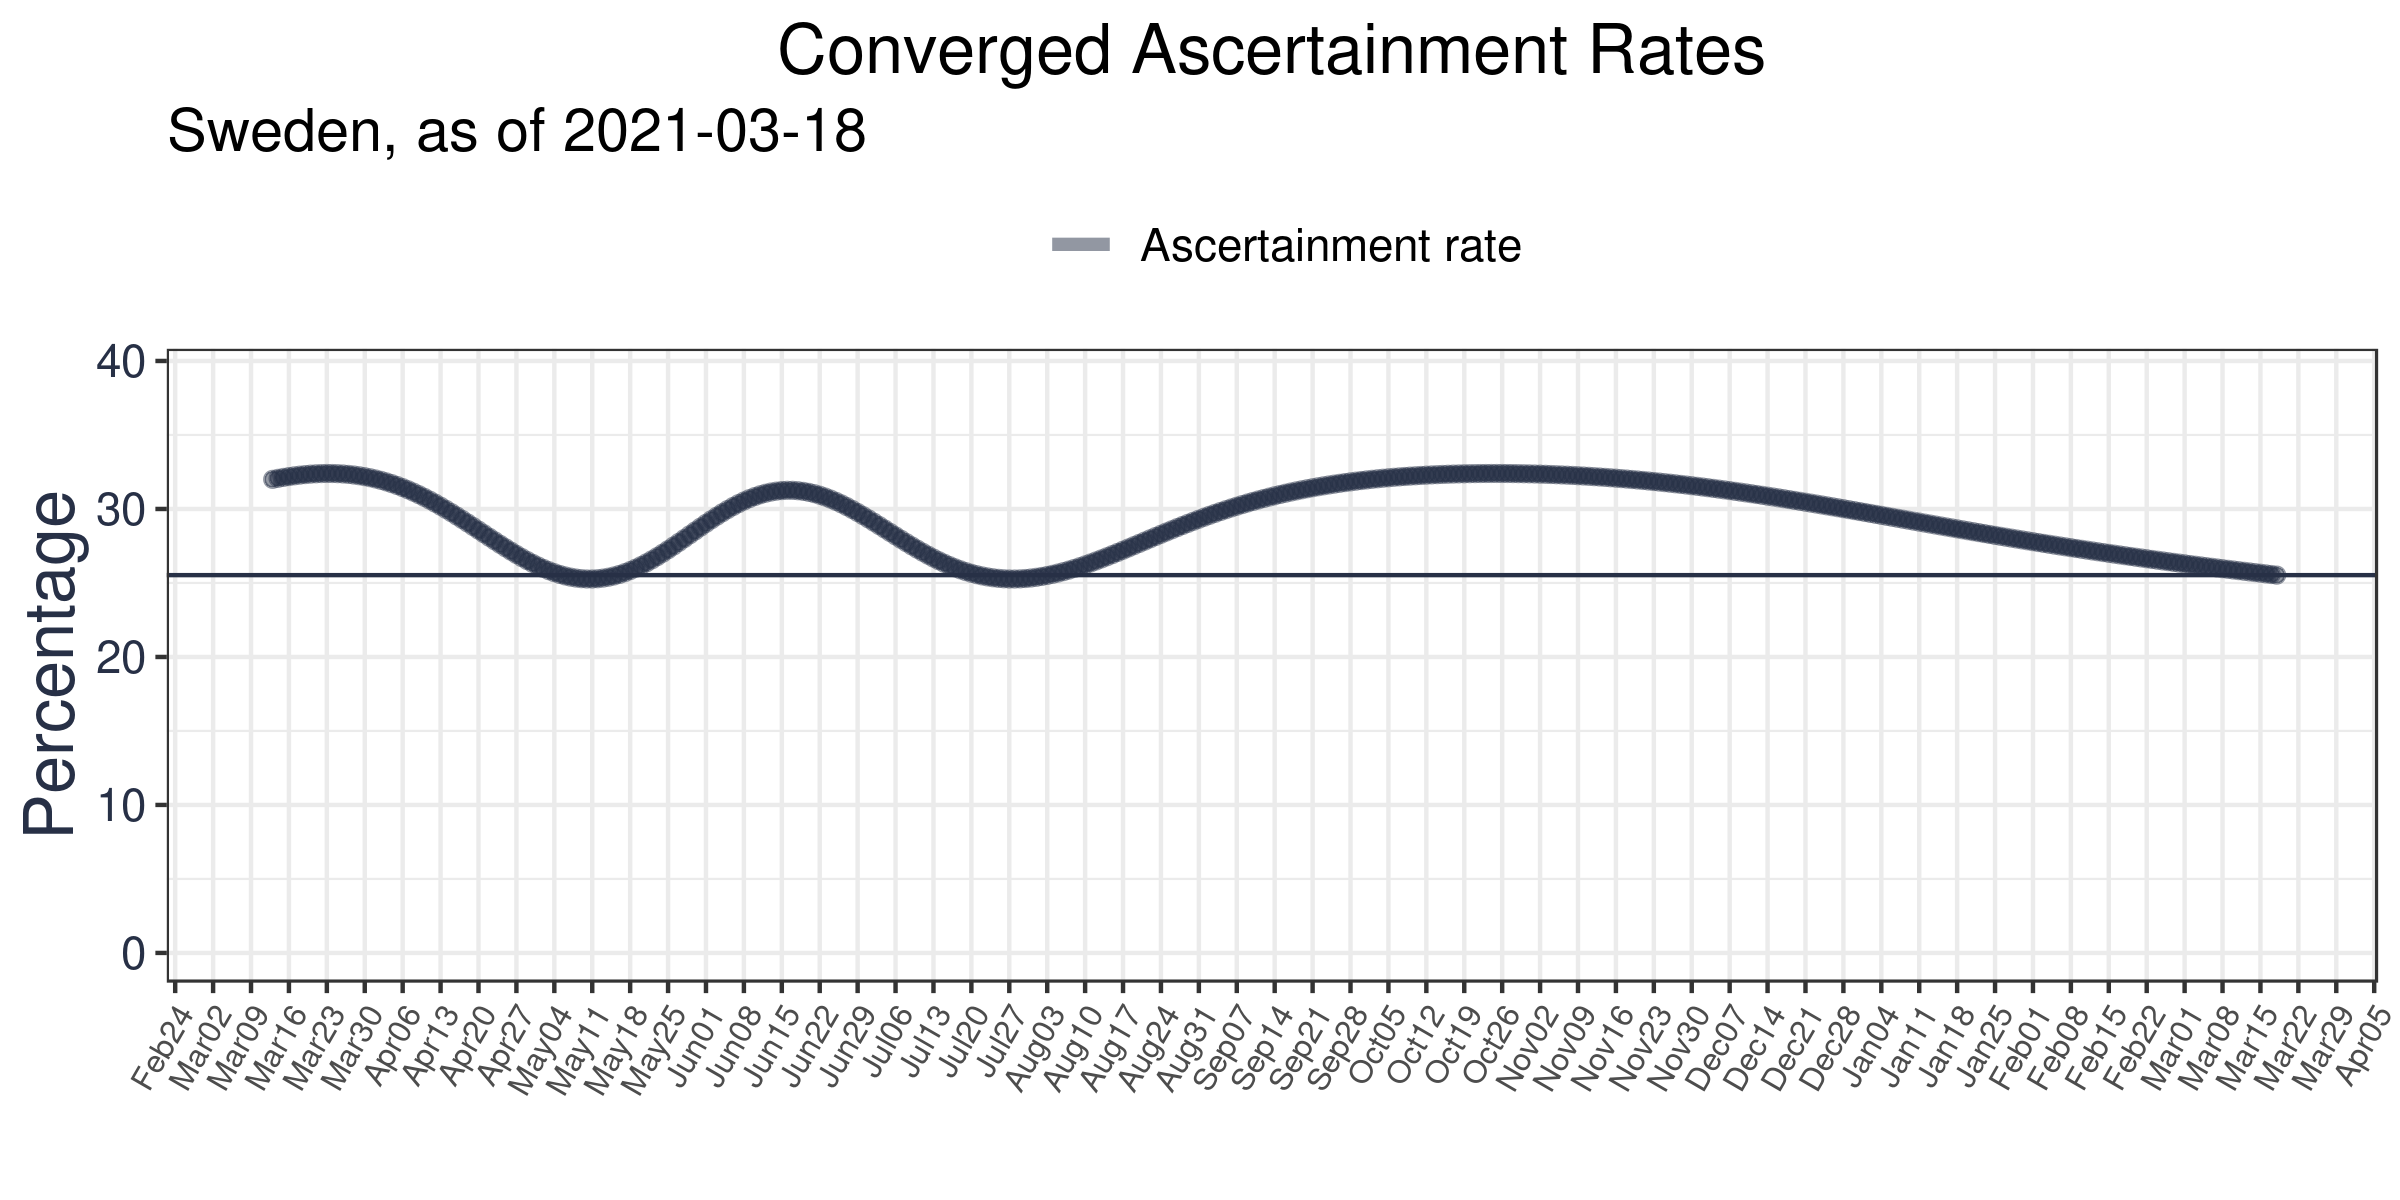 Converged Ascertainment Rates
Sweden, as of 2021-03-18
Ascertainment rate
Percentage
40
30
20
10
0
Feb24 Mar02 Mar09 Mar16 Mar23 Mar30 Apr06 Apr13 Apr20 Apr27 May04 May11 May18 May25 Jun01 Jun08 Jun15 Jun22 Jun29 Jul06 Jul13 Jul20 Jul27 Aug03 Aug10 Aug17 Aug24 Aug31 Sep07 Sep14 Sep21 Sep28 Oct05 Oct12 Oct19 Oct26 Nov02 Nov09 Nov16 Nov23 Nov30 Dec07 Dec14 Dec21 Dec28 Jan04 Jan11 Jan18 Jan25 Feb01 Feb08 Feb15 Feb22 Mar01 Mar08 Mar15 Mar22 Mar29 Apr05